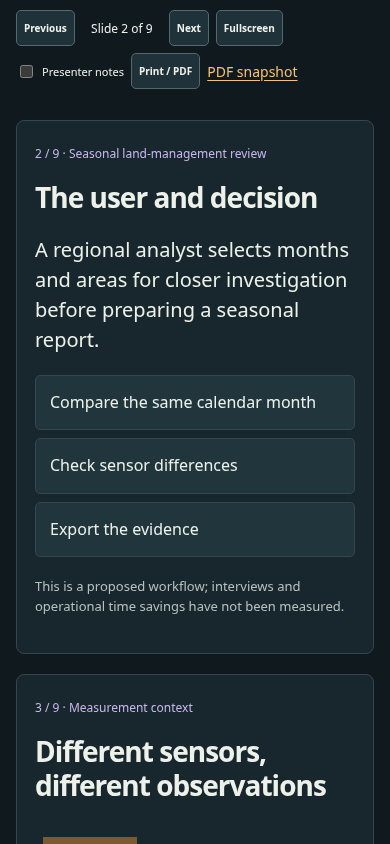 Previous
Slide 2 of 9
Next
Fullscreen
Presenter notes
Print / PDF
PDF snapshot
2 / 9 · Seasonal land-management review
The user and decision
A regional analyst selects months
and areas for closer investigation
before preparing a seasonal
report.
Compare the same calendar month
Check sensor differences
Export the evidence
This is a proposed workflow; interviews and
operational time savings have not been measured.
3 / 9 · Measurement context
Different sensors,
different observations